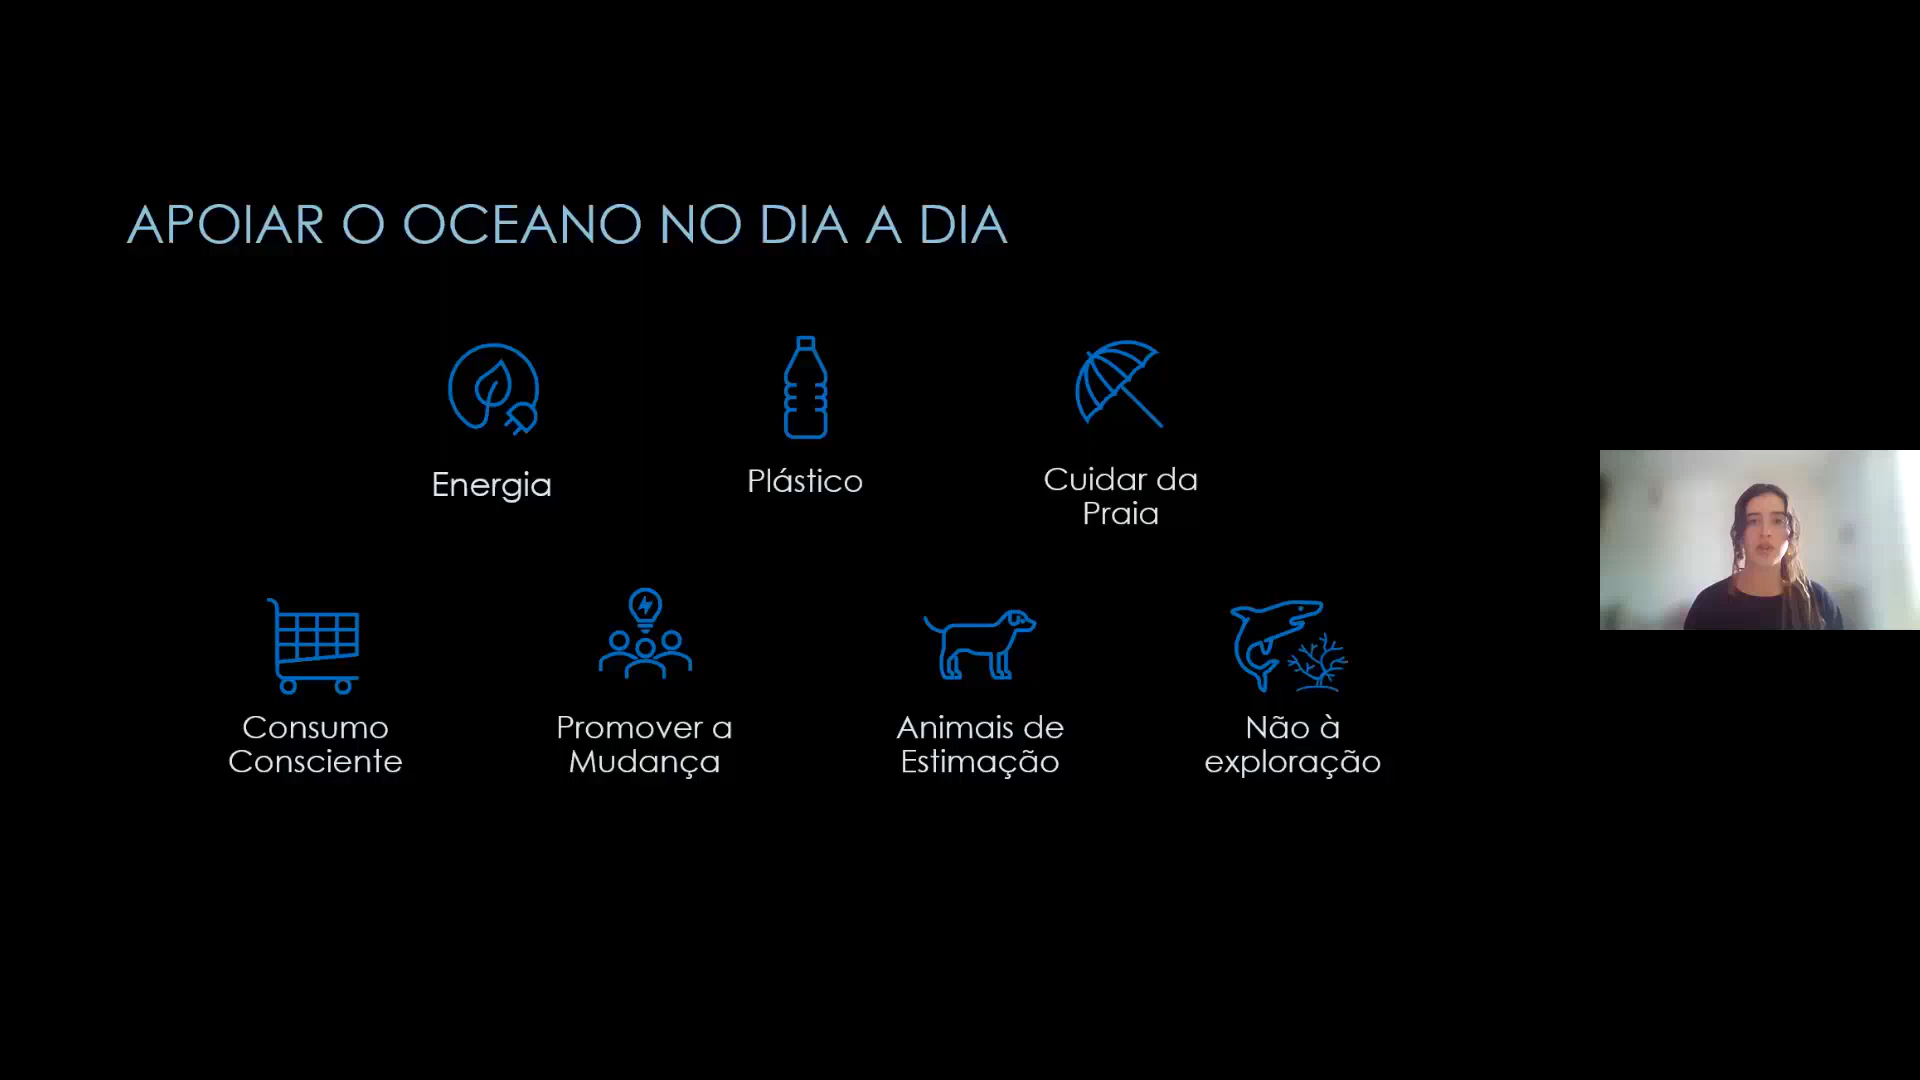 APOIAR O OCEANO NO DIA A DIA
Energia
Plástico
Cuidar da
Praia
Consumo
Consciente
Promover a
Mudança
Animais de
Estimação
Não à
exploração